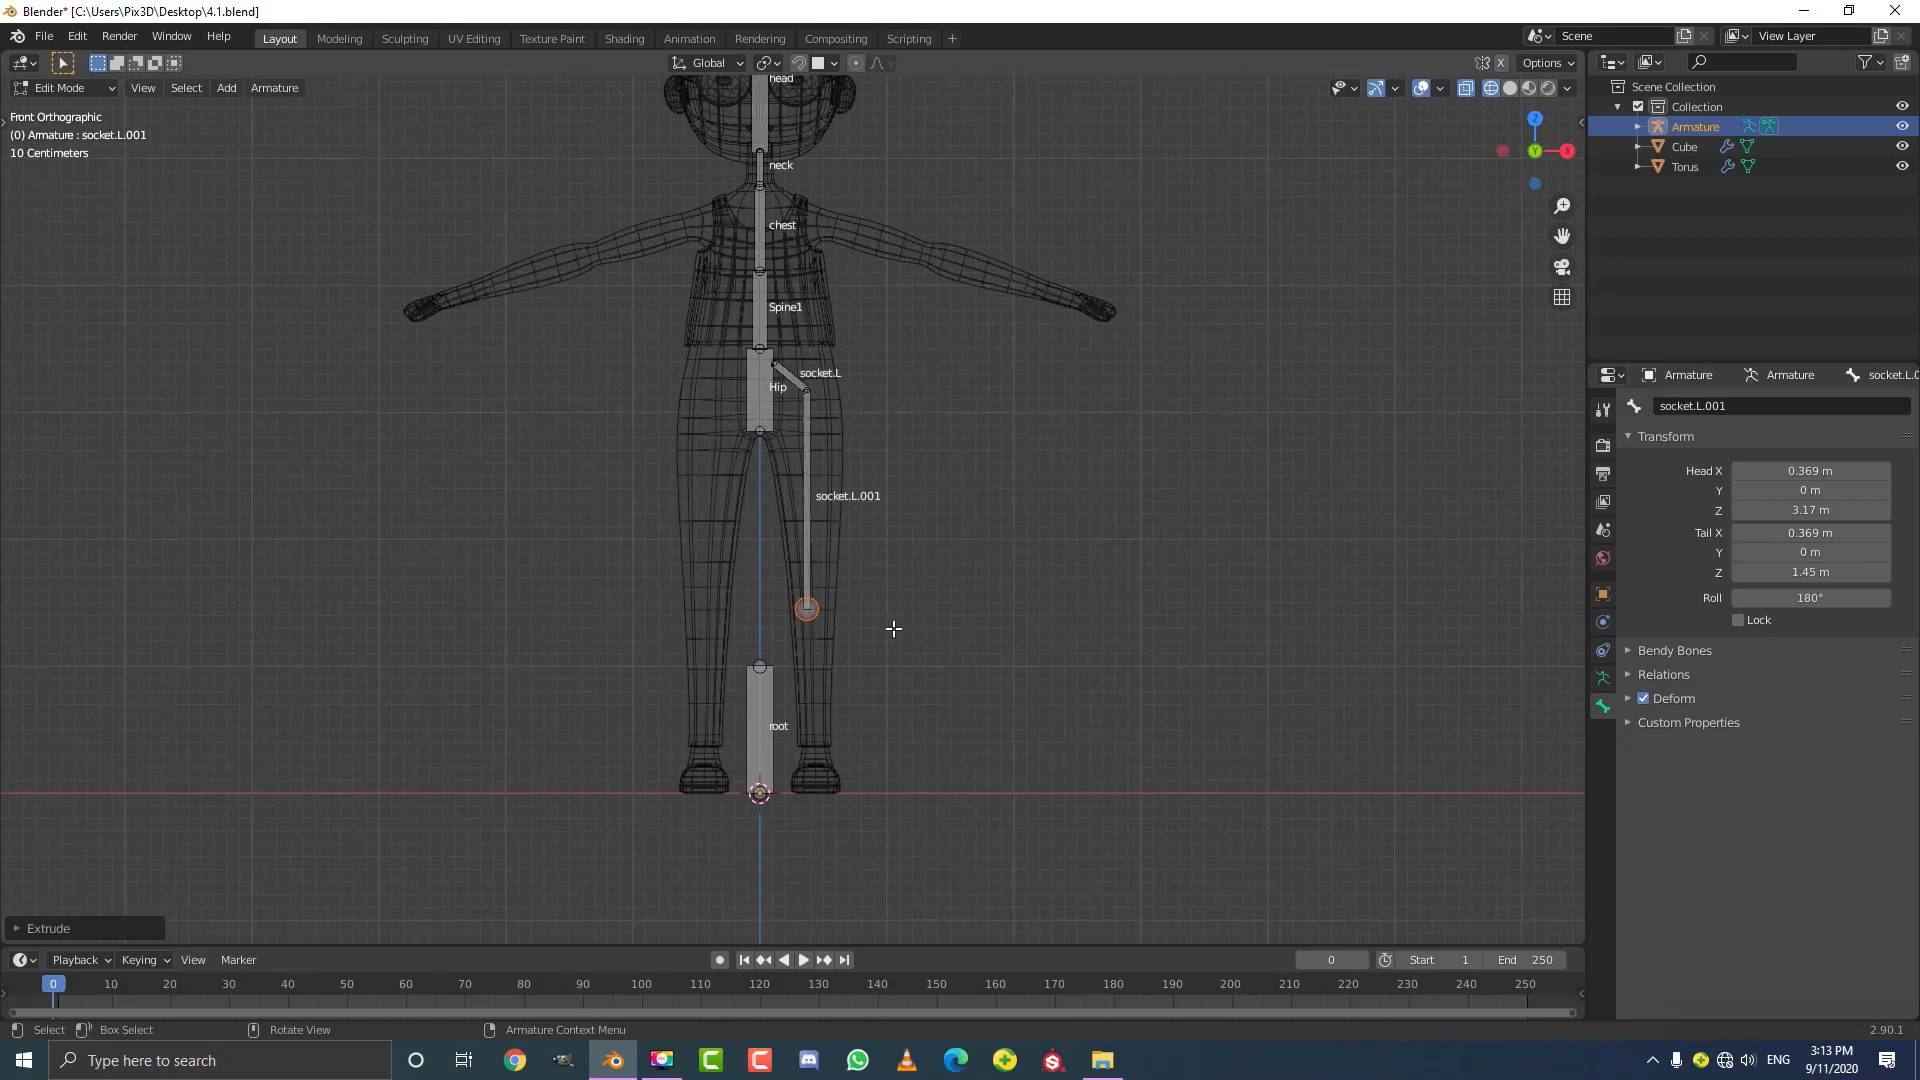 Blender* [C:\Users\Pix3D\Desktop\4.1.blend]
File Edit Render Window Help
Layout Modeling Sculpting UV Editing Texture Paint Shading Animation Rendering Compositing Scripting
Scene
View Layer
Global
X
Options
Edit Mode View Select Add Armature
Front Orthographic
(0) Armature : socket.L.001
10 Centimeters
head
neck
chest
Spine1
socket.L
Hip
socket.L.001
root
Z
Y
X
Scene Collection
Collection
Armature
Cube
Torus
Armature Armature socket.L.0
socket.L.001
Transform
Head X 0.369 m
Y 0 m
Z 3.17 m
Tail X 0.369 m
Y 0 m
Z 1.45 m
Roll 180°
Lock
Bendy Bones
Relations
Deform
Custom Properties
Extrude
Playback Keying View Marker
0 Start 1 End 250
0 10 20 30 40 50 60 70 80 90 100 110 120 130 140 150 160 170 180 190 200 210 220 230 240 250
Select Box Select Rotate View Armature Context Menu 2.90.1
Type here to search
ENG
3:13 PM
9/11/2020